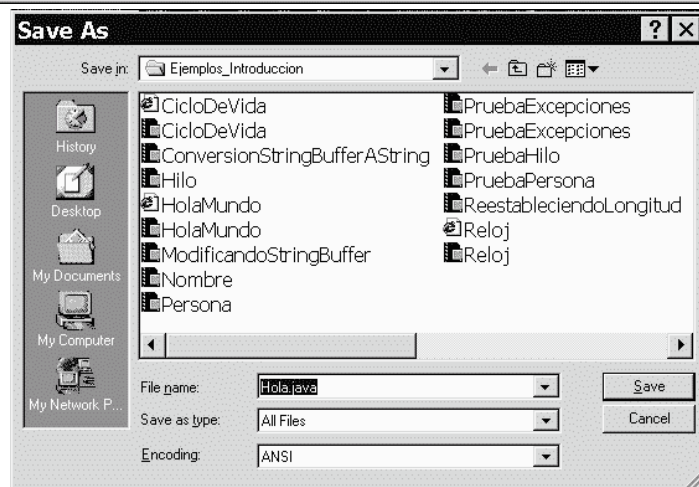 Save As
Save in:
Ejemplos_Introduccion
History
Desktop
My Documents
My Computer
My Network P...
CicloDeVida
CicloDeVida
ConversionStringBufferAString
Hilo
HolaMundo
HolaMundo
ModificandoStringBuffer
Nombre
Persona
PruebaExcepciones
PruebaExcepciones
PruebaHilo
PruebaPersona
ReestableciendoLongitud
Reloj
Reloj
File name:
Hola.java
Save
Save as type:
All Files
Cancel
Encoding:
ANSI